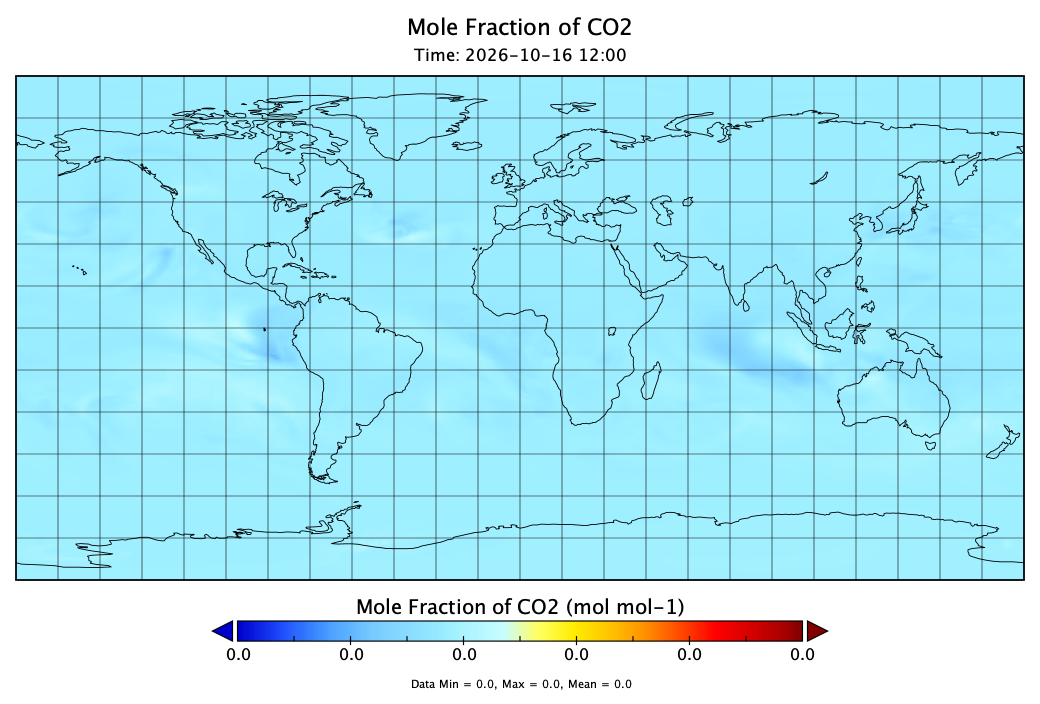 Mole Fraction of CO2
Time: 2026-10-16 12:00
Mole Fraction of CO2 (mol mol-1)
0.0 0.0 0.0 0.0 0.0 0.0
Data Min = 0.0, Max = 0.0, Mean = 0.0